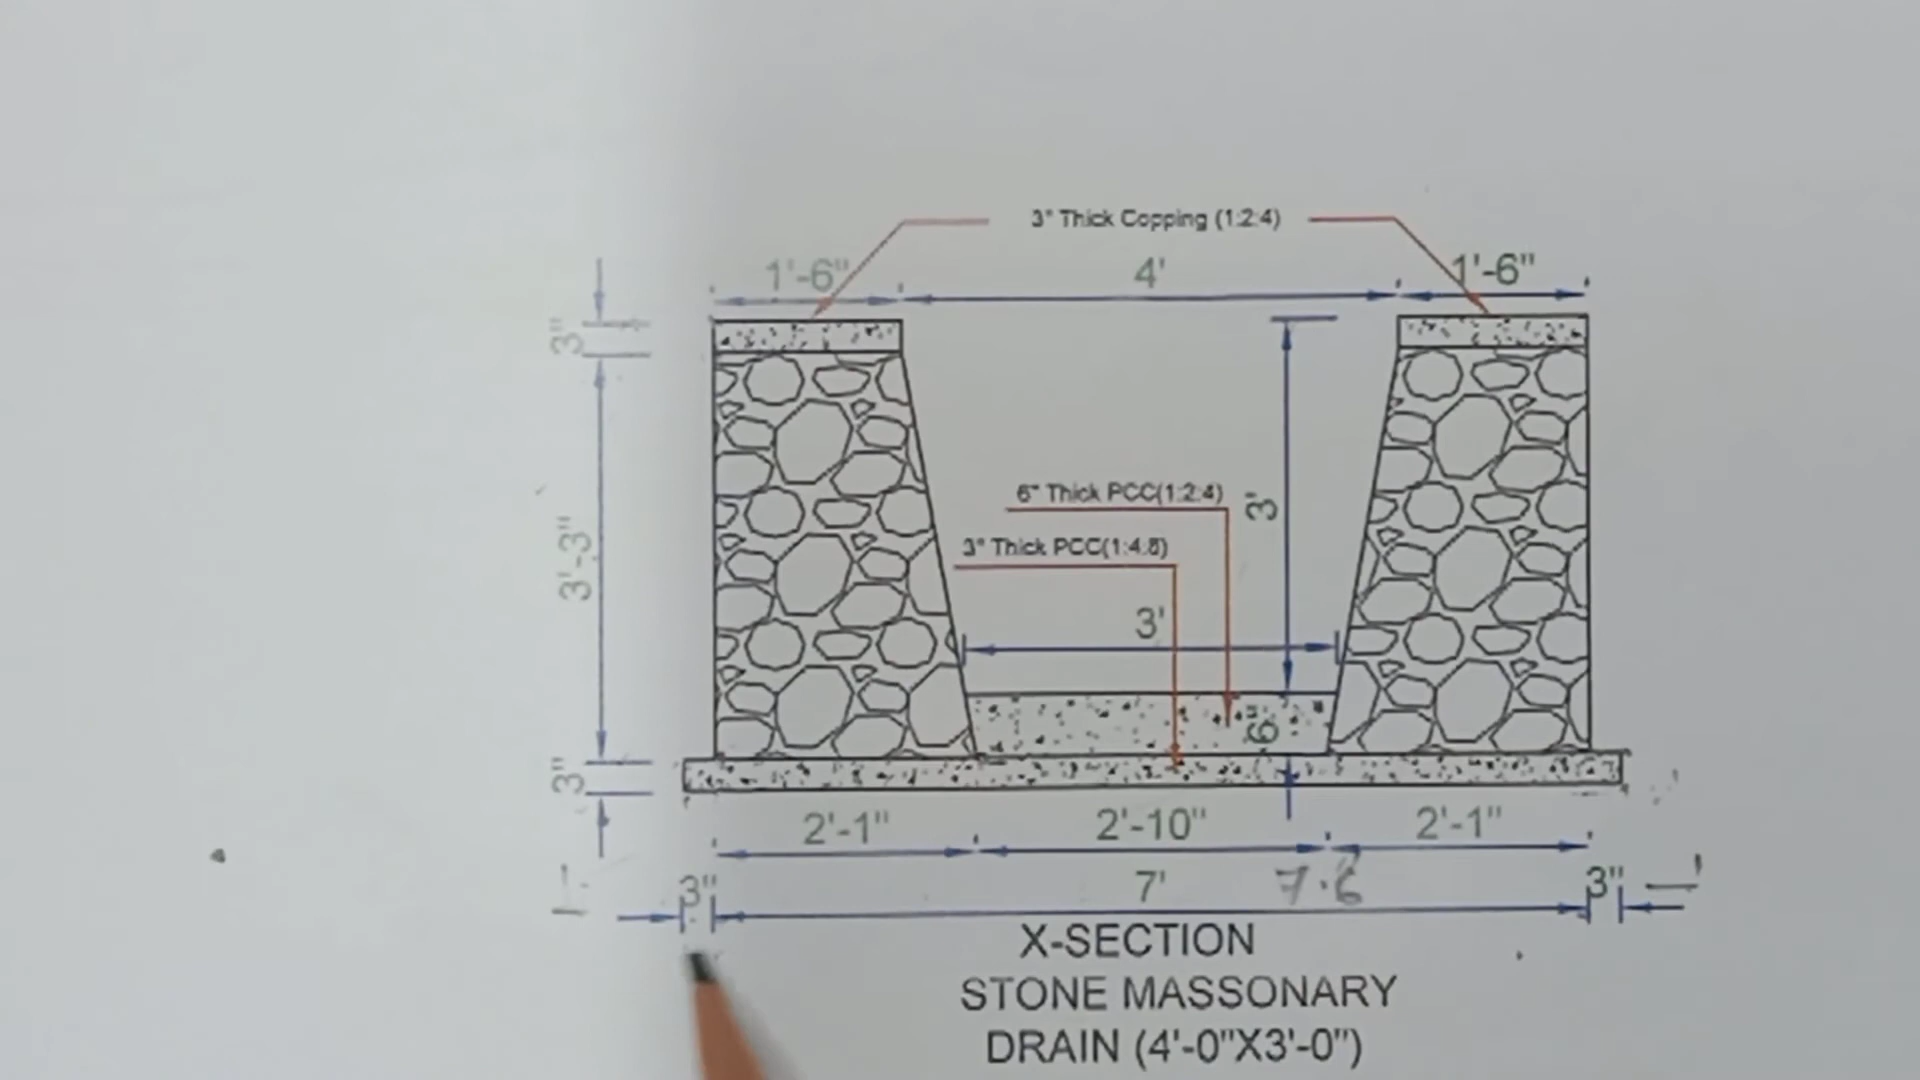 3" Thick Copping (1:2:4)
1'-6" 4' 1'-6"
3"
6" Thick PCC(1:2:4)
3'
3" Thick PCC(1:4:8)
3'-3"
3'
6"
3"
2'-1" 2'-10" 2'-1"
3" 7' 7.6 3"
X-SECTION
STONE MASSONARY
DRAIN (4'-0"X3'-0")